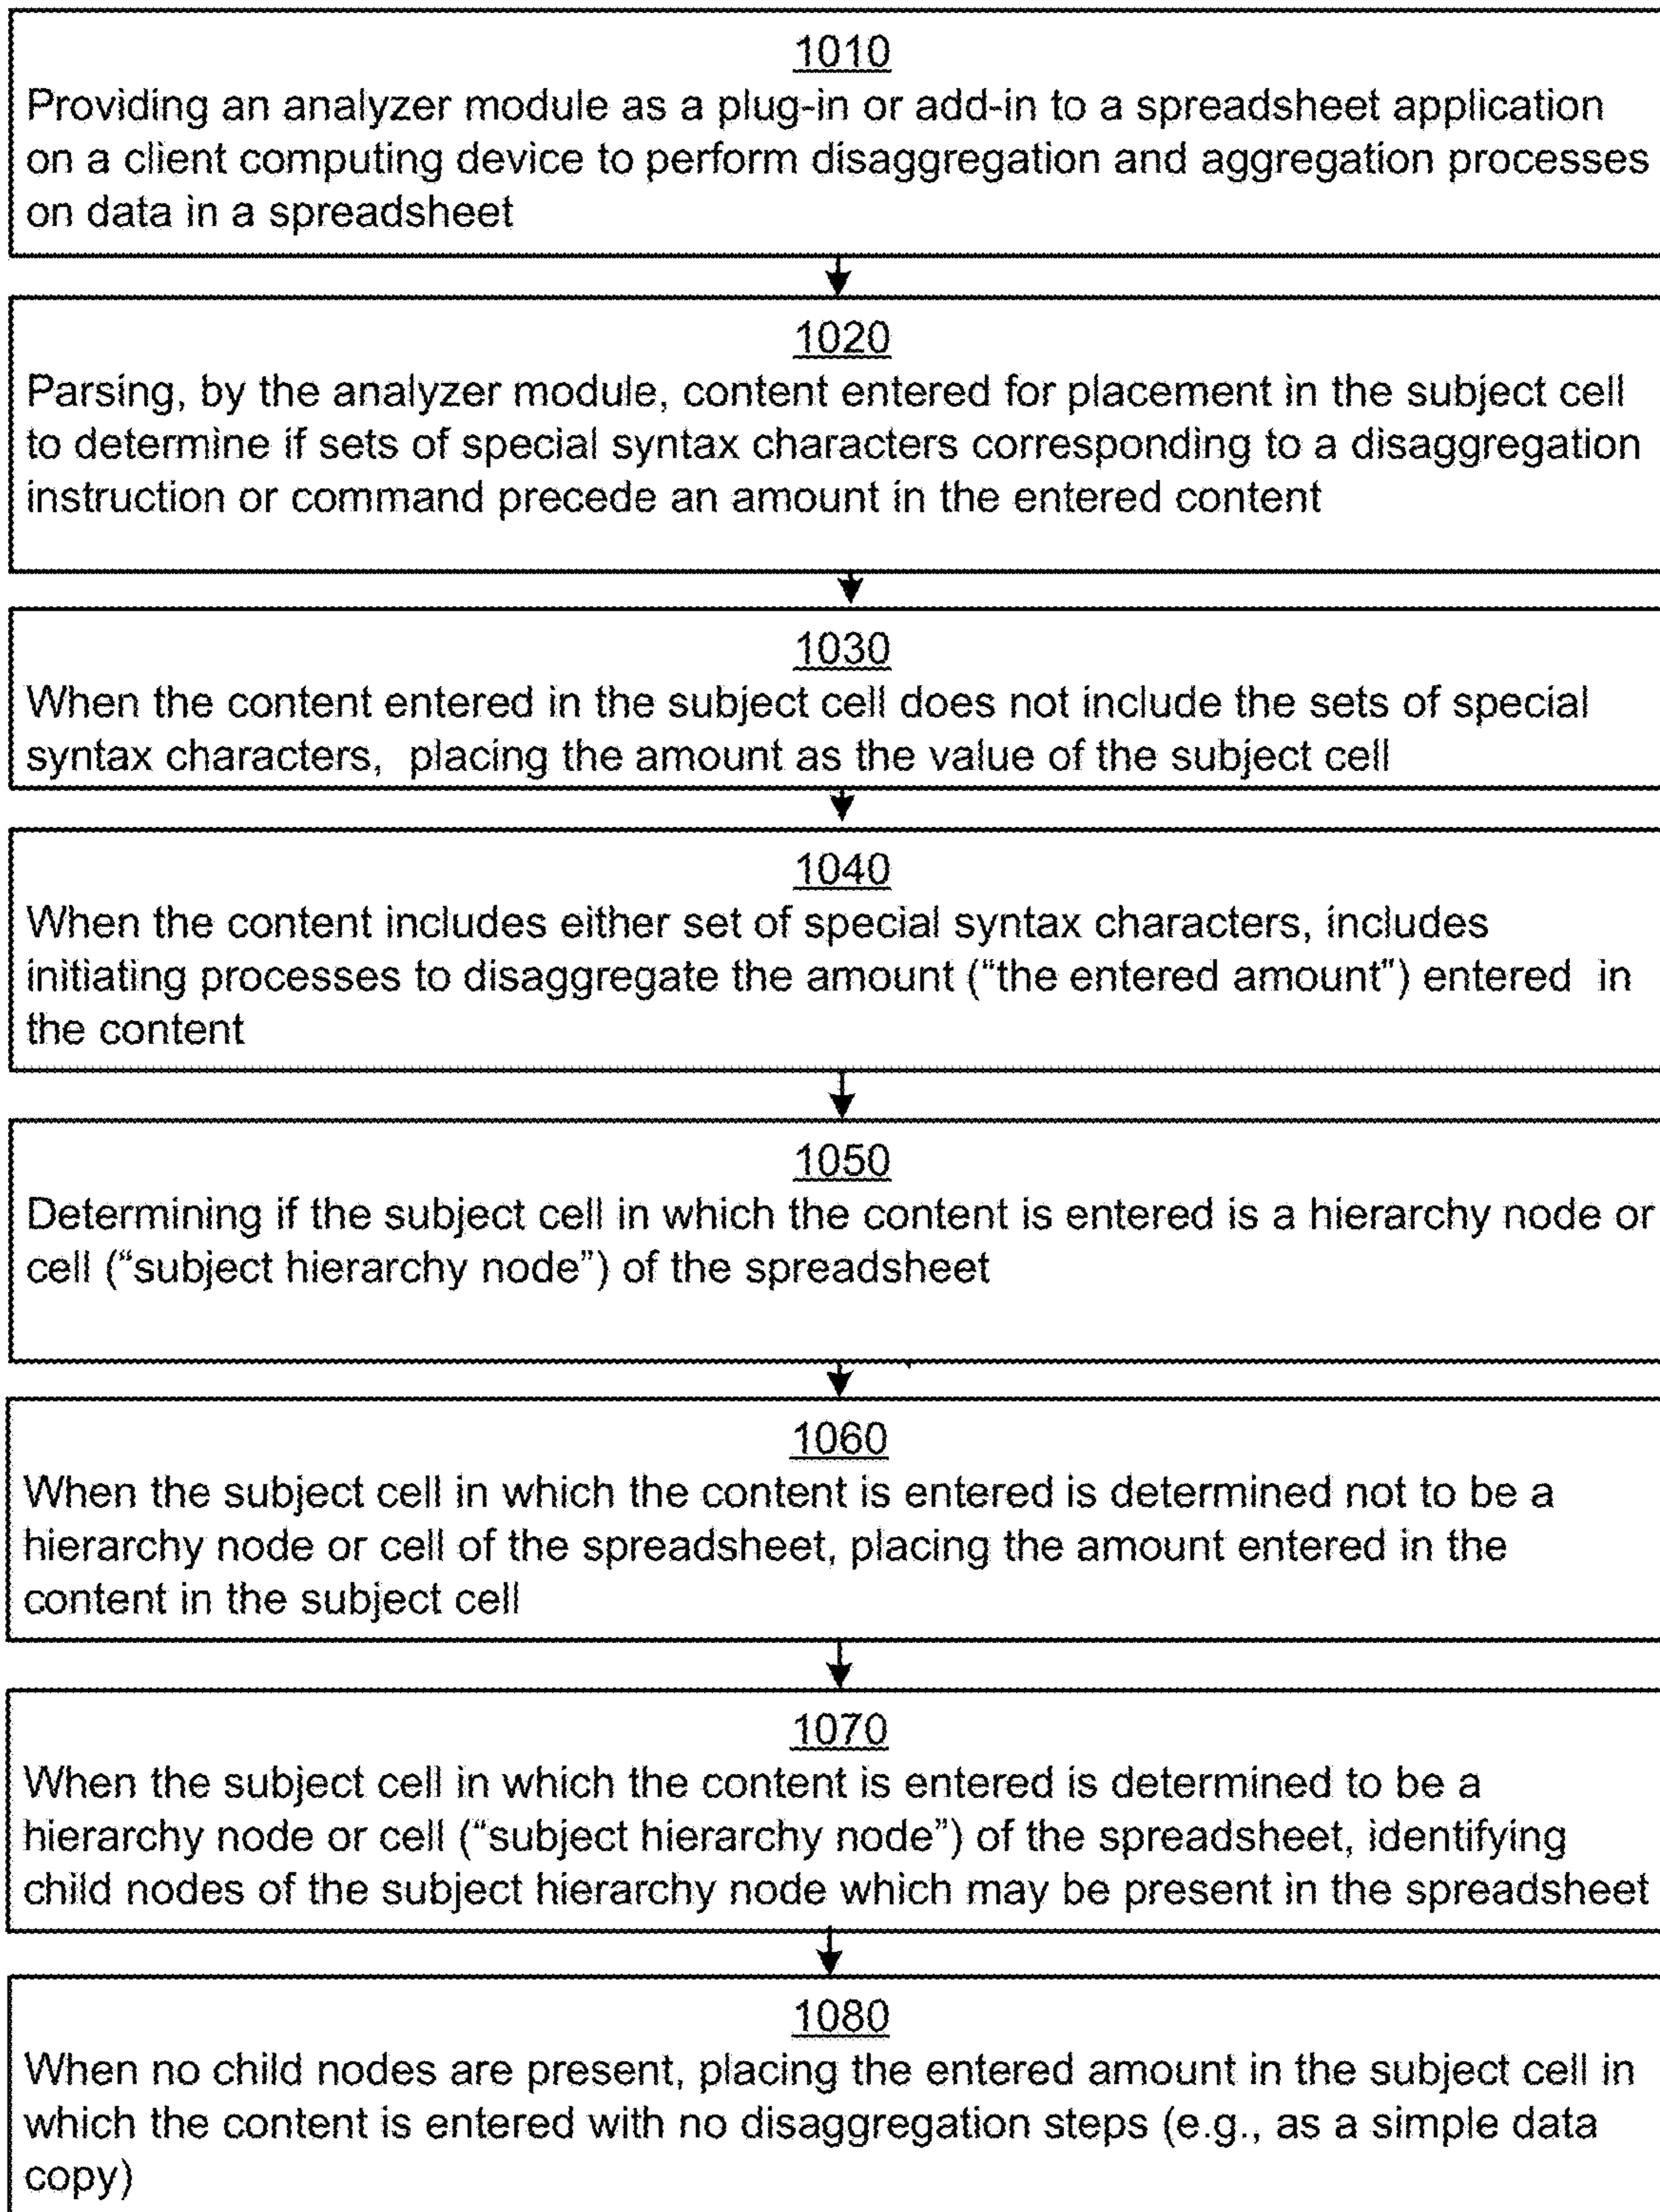 1010
Providing an analyzer module as a plug-in or add-in to a spreadsheet application
on a client computing device to perform disaggregation and aggregation processes
on data in a spreadsheet
1020
Parsing, by the analyzer module, content entered for placement in the subject cell
to determine if sets of special syntax characters corresponding to a disaggregation
instruction or command precede an amount in the entered content
1030
When the content entered in the subject cell does not include the sets of special
syntax characters,  placing the amount as the value of the subject cell
1040
When the content includes either set of special syntax characters, includes
initiating processes to disaggregate the amount (“the entered amount”) entered  in
the content
1050
Determining if the subject cell in which the content is entered is a hierarchy node or
cell (“subject hierarchy node”) of the spreadsheet
1060
When the subject cell in which the content is entered is determined not to be a
hierarchy node or cell of the spreadsheet, placing the amount entered in the
content in the subject cell
1070
When the subject cell in which the content is entered is determined to be a
hierarchy node or cell (“subject hierarchy node”) of the spreadsheet, identifying
child nodes of the subject hierarchy node which may be present in the spreadsheet
1080
When no child nodes are present, placing the entered amount in the subject cell in
which the content is entered with no disaggregation steps (e.g., as a simple data
copy)